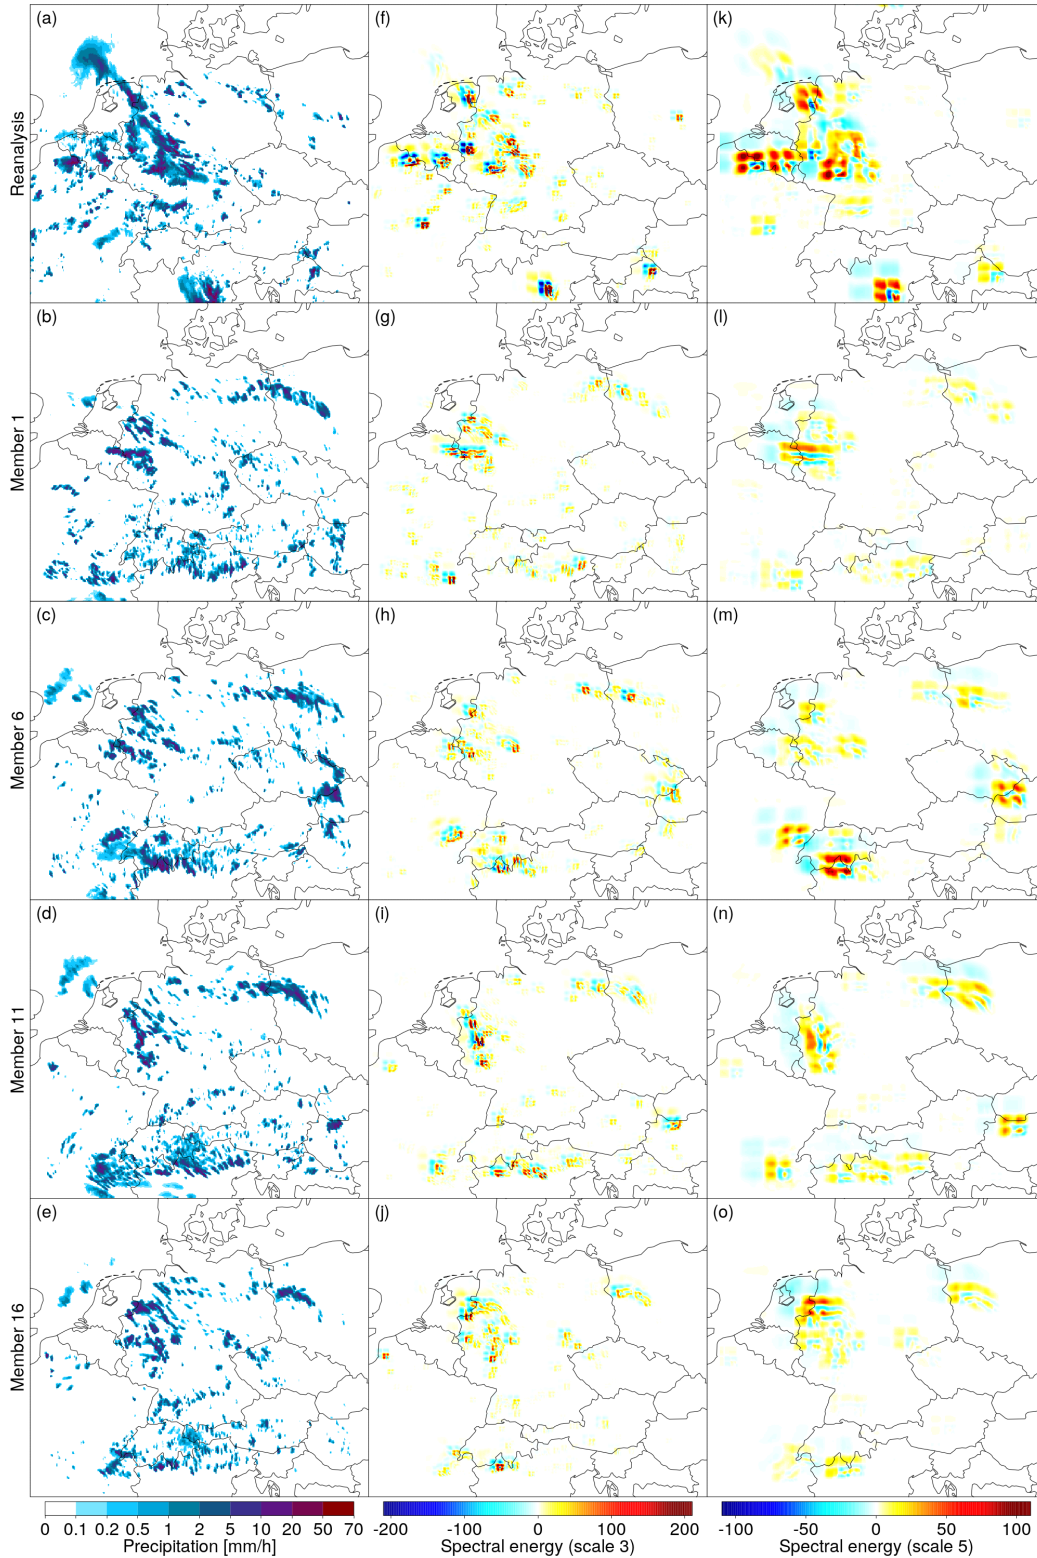 (a) (f) (k)
Reanalysis
(b) (g) (l)
Member 1
(c) (h) (m)
Member 6
(d) (i) (n)
Member 11
(e) (j) (o)
Member 16
0 0.1 0.2 0.5 1 2 5 10 20 50 70
Precipitation [mm/h]
-200 -100 0 100 200
Spectral energy (scale 3)
-100 -50 0 50 100
Spectral energy (scale 5)